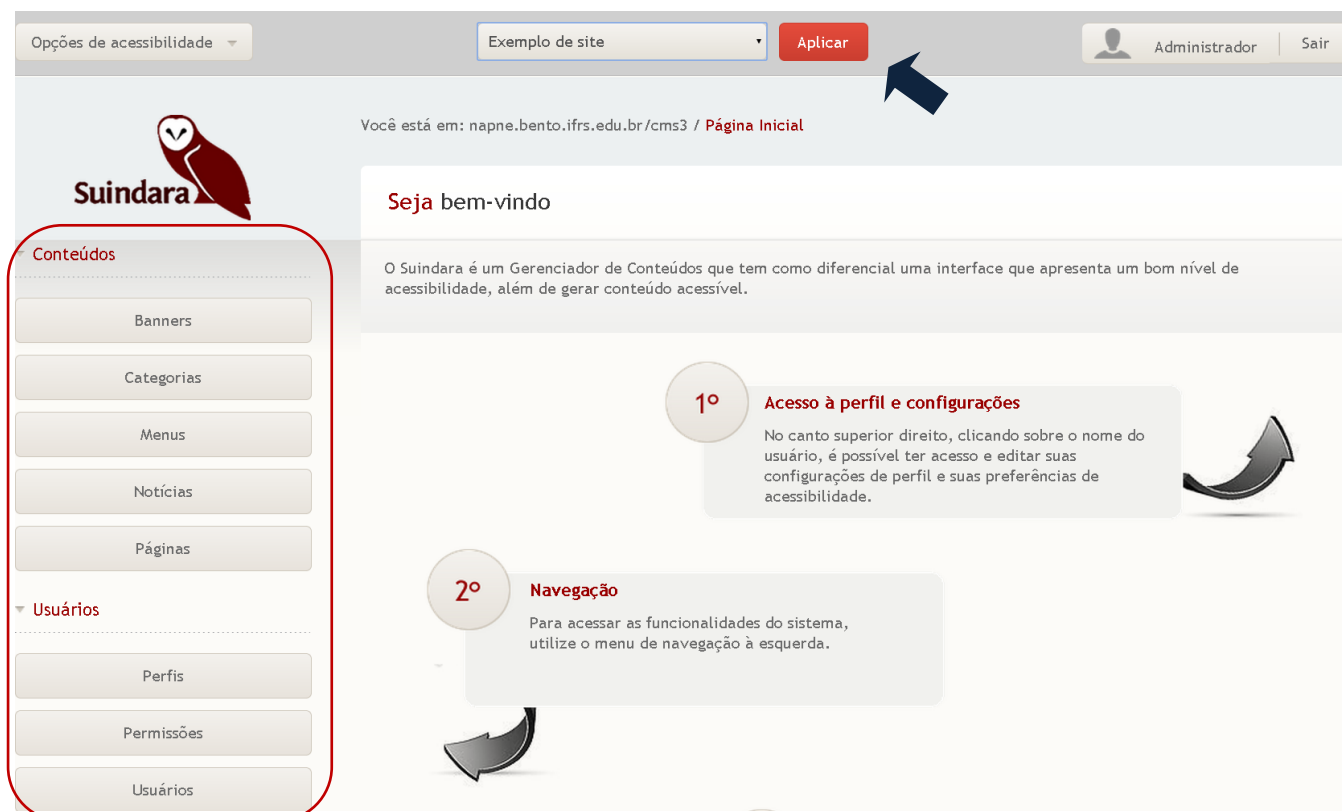 Opções de acessibilidade
Exemplo de site
Aplicar
Administrador
Sair
Você está em: napne.bento.ifrs.edu.br/cms3 / Página Inicial
Suindara
Seja bem-vindo
Conteúdos
Banners
Categorias
Menus
Notícias
Páginas
Usuários
Perfis
Permissões
Usuários
O Suindara é um Gerenciador de Conteúdos que tem como diferencial uma interface que apresenta um bom nível de
acessibilidade, além de gerar conteúdo acessível.
1º
Acesso à perfil e configurações
No canto superior direito, clicando sobre o nome do
usuário, é possível ter acesso e editar suas
configurações de perfil e suas preferências de
acessibilidade.
2º
Navegação
Para acessar as funcionalidades do sistema,
utilize o menu de navegação à esquerda.